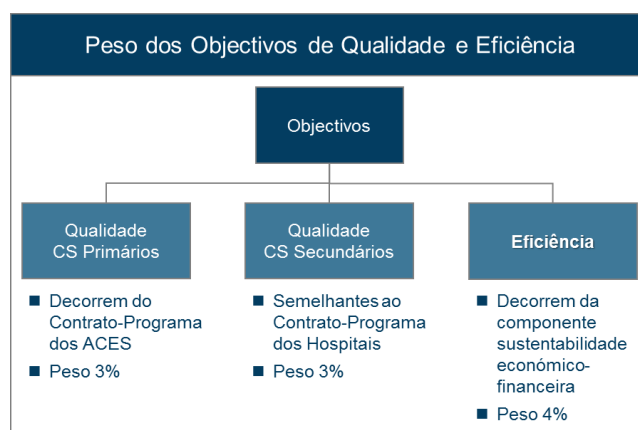 Peso dos Objectivos de Qualidade e Eficiência
Objectivos
Qualidade
CS Primários
Decorrem do
Contrato-Programa
dos ACES
Peso 3%
Qualidade
CS Secundários
Semelhantes ao
Contrato-Programa
dos Hospitais
Peso 3%
Eficiência
Decorrem da
componente
sustentabilidade
económico-
financeira
Peso 4%